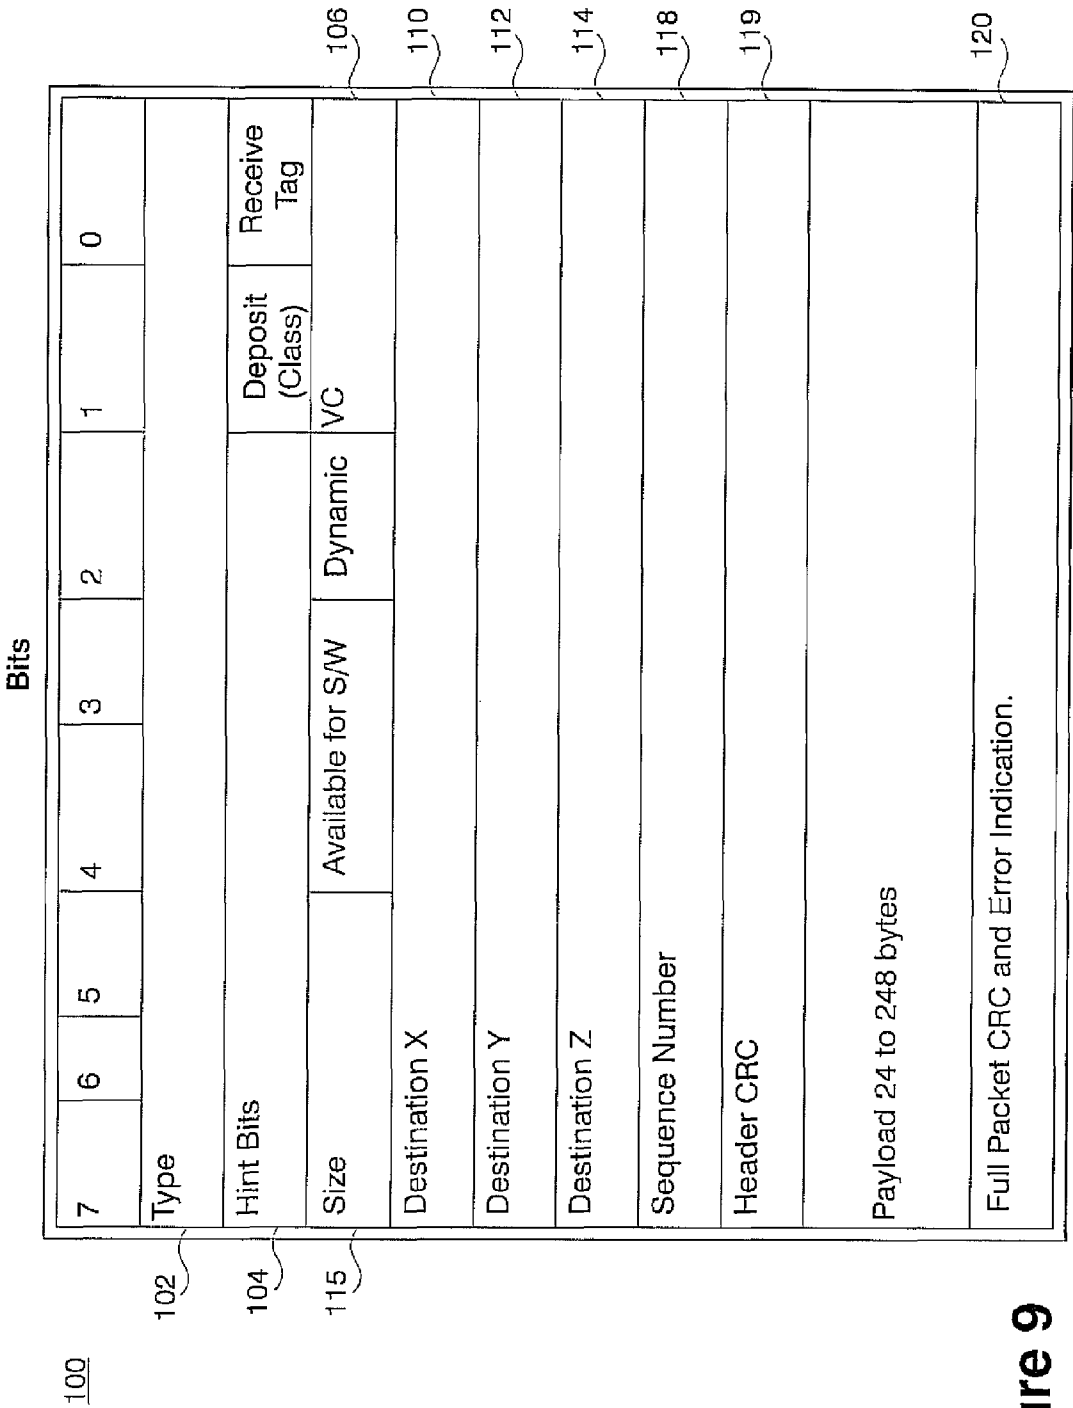 Bits
100
7 6 5 4 3 2 1 0
102 Type
104 Hint Bits Deposit (Class) Receive Tag
115 Size Available for S/W Dynamic VC 106
Destination X 110
Destination Y 112
Destination Z 114
Sequence Number 118
Header CRC 119
Payload 24 to 248 bytes
Full Packet CRC and Error Indication. 120
ure 9